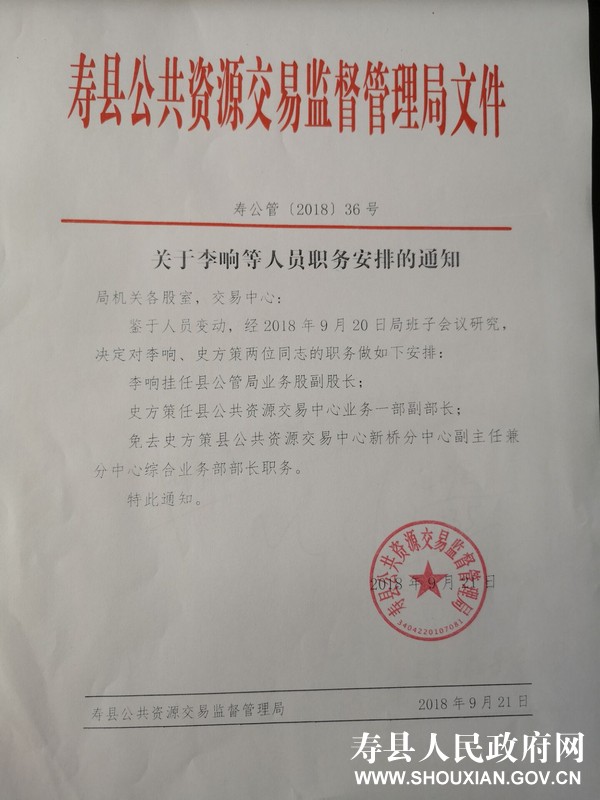 寿县公共资源交易监督管理局文件
寿公管〔2018〕36号
关于李响等人员职务安排的通知
局机关各股室，交易中心：
鉴于人员变动，经2018年9月20日局班子会议研究，
决定对李响、史方策两位同志的职务做如下安排：
李响挂任县公管局业务股副股长；
史方策任县公共资源交易中心业务一部副部长；
免去史方策县公共资源交易中心新桥分中心副主任兼
分中心综合业务部部长职务。
特此通知。
寿县公共资源交易监督管理局
2018年9月21日
3404220107081
寿县公共资源交易监督管理局 2018年9月21日
寿县人民政府网
WWW.SHOUXIAN.GOV.CN